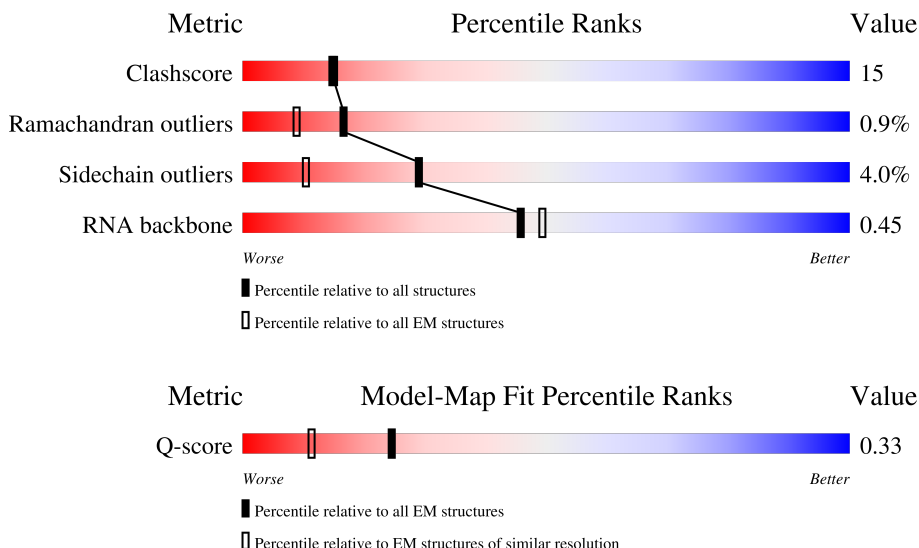 Metric Percentile Ranks Value
Clashscore 15
Ramachandran outliers 0.9%
Sidechain outliers 4.0%
RNA backbone 0.45
Worse Better
Percentile relative to all structures
Percentile relative to all EM structures
Metric Model-Map Fit Percentile Ranks Value
Q-score 0.33
Worse Better
Percentile relative to all EM structures
Percentile relative to EM structures of similar resolution